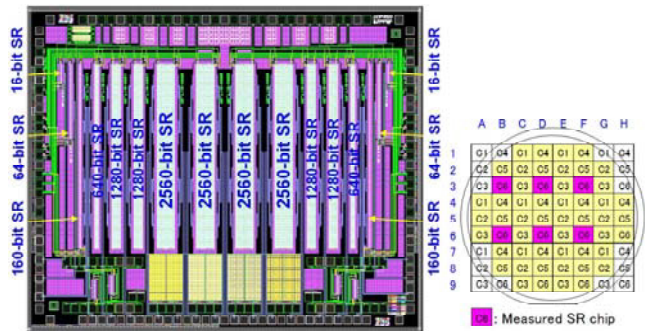 16-bit SR
64-bit SR
160-bit SR
640-bit SR
1280-bit SR
1280-bit SR
2560-bit SR
2560-bit SR
2560-bit SR
2560-bit SR
1280-bit SR
1280-bit SR
640-bit SR
16-bit SR
64-bit SR
160-bit SR
A B C D E F G H
1 C1 C4 C1 C4 C1 C4 C1 C4
2 C2 C5 C2 C5 C2 C5 C2 C5
3 C3 C6 C3 C6 C3 C6 C3 C6
4 C1 C4 C1 C4 C1 C4 C1 C4
5 C2 C5 C2 C5 C2 C5 C2 C5
6 C3 C6 C3 C6 C3 C6 C3 C6
7 C1 C4 C1 C4 C1 C4 C1 C4
8 C2 C5 C2 C5 C2 C5 C2 C5
9 C3 C6 C3 C6 C3 C6 C3 C6
C6 : Measured SR chip